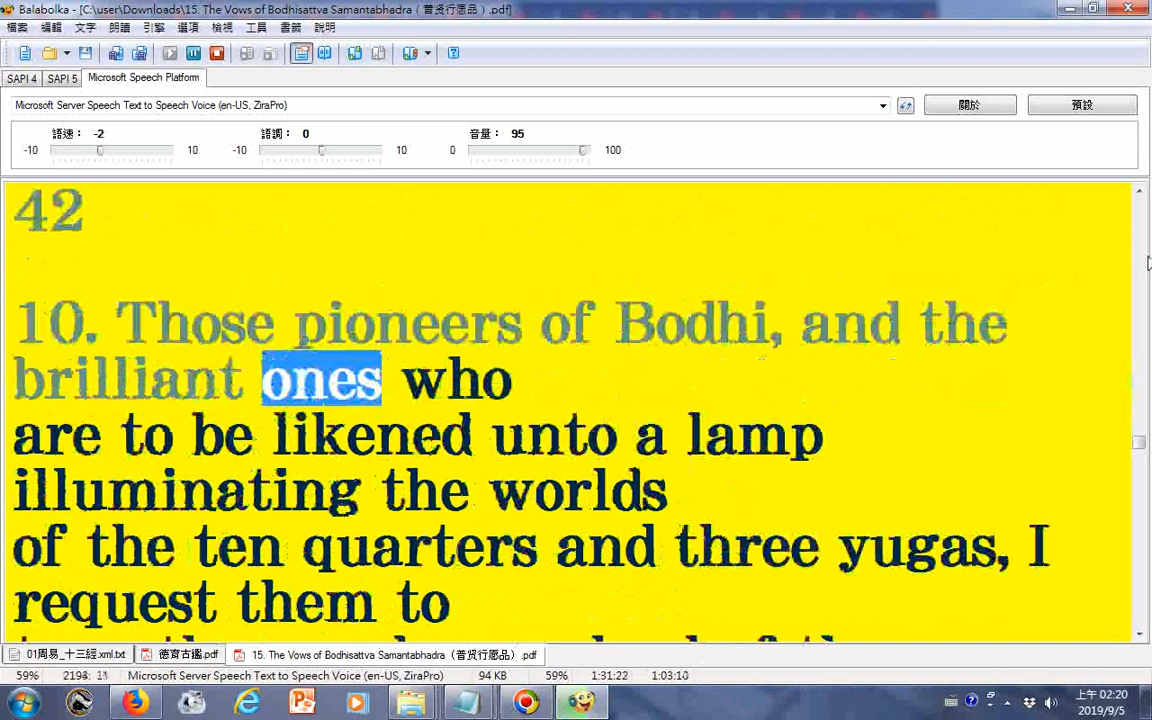 Balabolka - [C:\user\Downloads\15. The Vows of Bodhisattva Samantabhadra（普贤行愿品）.pdf]
檔案 編輯 文字 朗讀 引擎 選項 檢視 工具 書籤 說明
SAPI 4 SAPI 5 Microsoft Speech Platform
Microsoft Server Speech Text to Speech Voice (en-US, ZiraPro) 關於 預設
語速： -2 語調： 0 音量： 95
-10 10 -10 10 0 100
42
10. Those pioneers of Bodhi, and the
brilliant ones who
are to be likened unto a lamp
illuminating the worlds
of the ten quarters and three yugas, I
request them to
01周易_十三經.xml.txt 德育古鑑.pdf 15. The Vows of Bodhisattva Samantabhadra（普贤行愿品）.pdf
59% 2198: 11 Microsoft Server Speech Text to Speech Voice (en-US, ZiraPro) 94 KB 59% 1:31:22 1:03:10
上午 02:20
2019/9/5